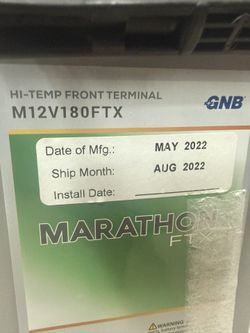 HI-TEMP FRONT TERMINAL
M12V180FTX
GNB
Date of Mfg.: MAY 2022
Ship Month: AUG 2022
Install Date:
MARATHON
FT
WARNING